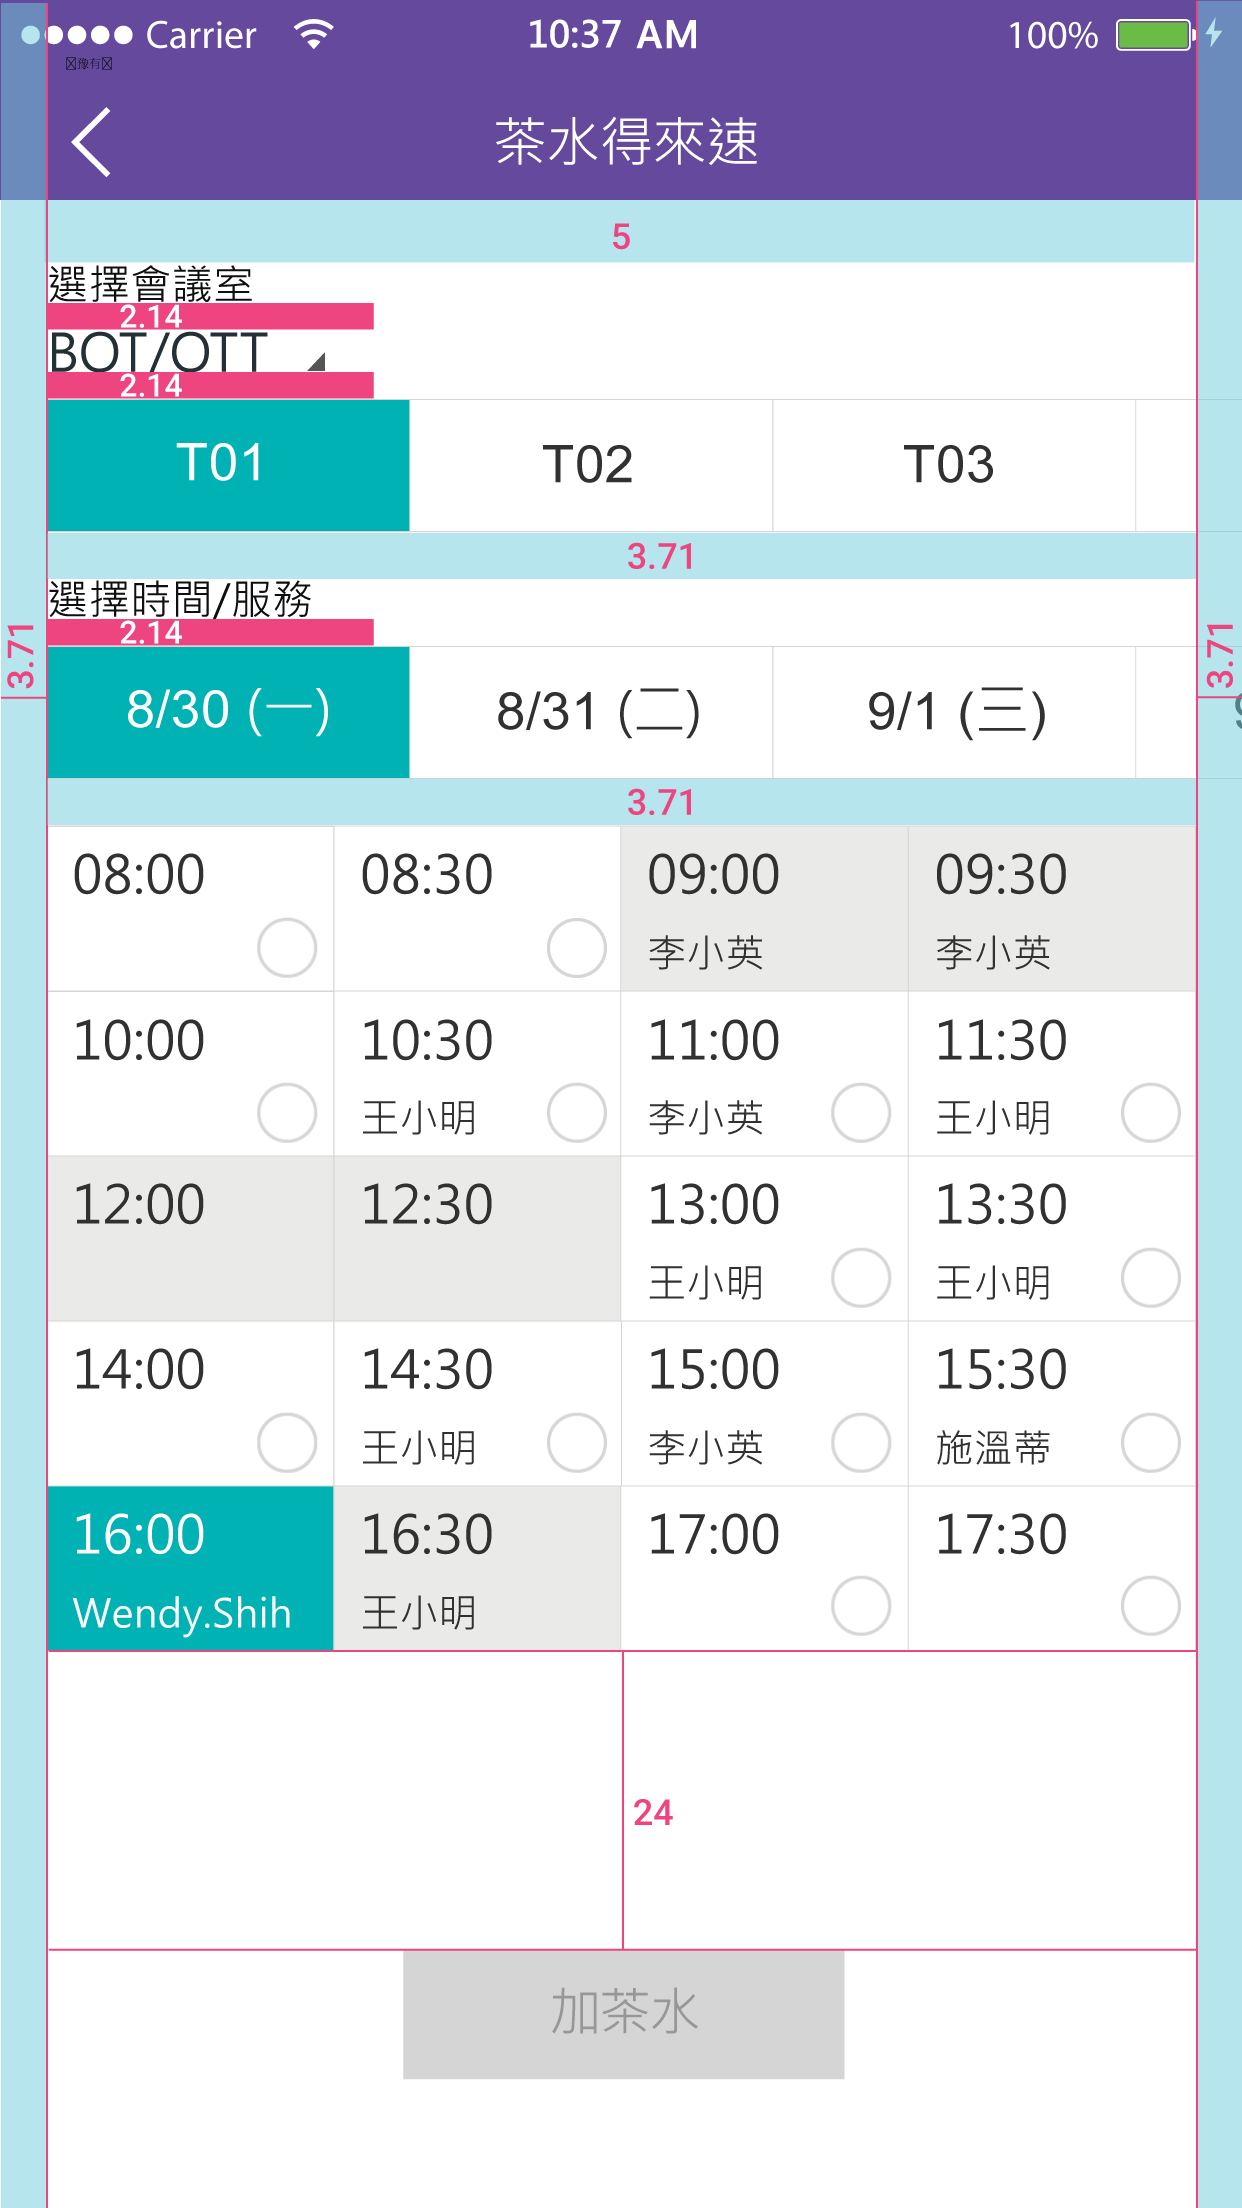 Carrier 10:37 AM 100%
豫有
茶水得來速
5
選擇會議室
2.14
BOT/OTT
2.14
T01 T02 T03
3.71
選擇時間/服務
2.14
3.71 3.71
8/30 (一) 8/31 (二) 9/1 (三)
3.71
08:00 08:30 09:00 09:30
李小英 李小英
10:00 10:30 11:00 11:30
王小明 李小英 王小明
12:00 12:30 13:00 13:30
王小明 王小明
14:00 14:30 15:00 15:30
王小明 李小英 施溫蒂
16:00 16:30 17:00 17:30
Wendy.Shih 王小明
24
加茶水